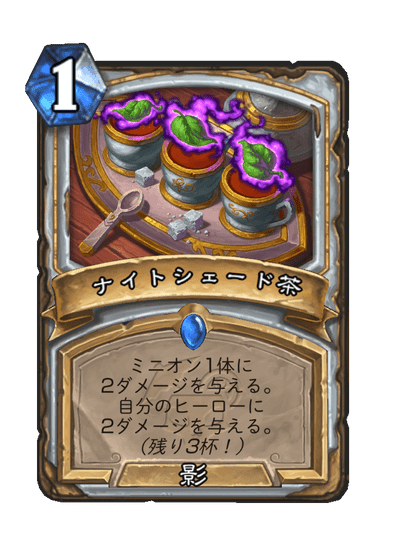 1
ナイトシェード茶
ミニオン1体に
2ダメージを与える。
自分のヒーローに
2ダメージを与える。
(残り3杯！)
影